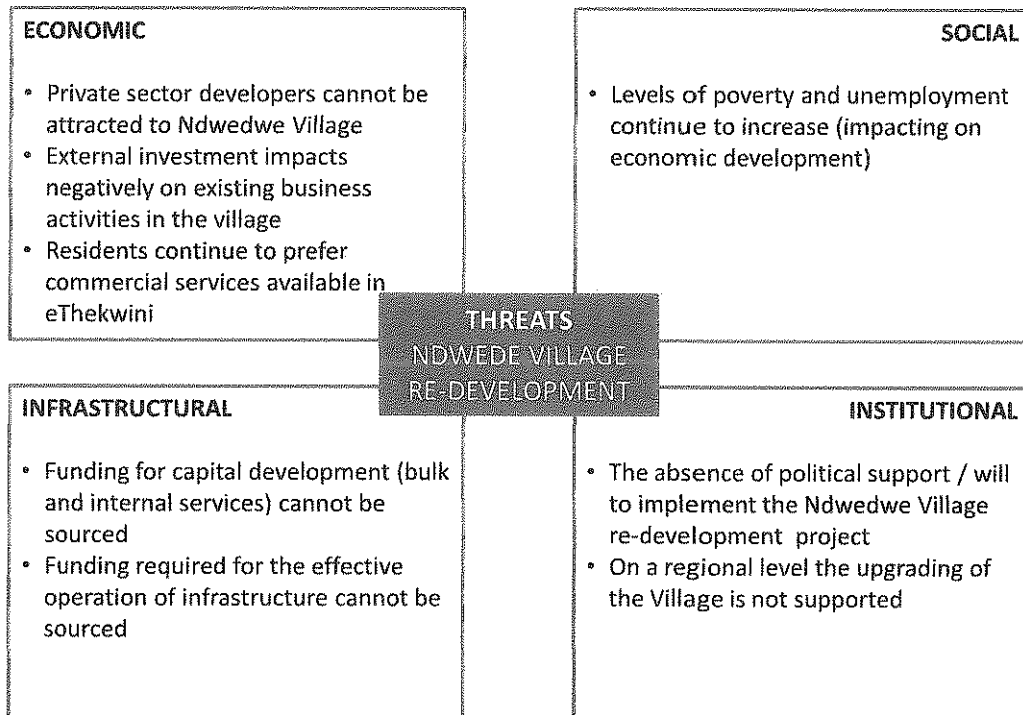 ECONOMIC
• Private sector developers cannot be
attracted to Ndwedwe Village
• External investment impacts
negatively on existing business
activities in the village
• Residents continue to prefer
commercial services available in
eThekwini
SOCIAL
• Levels of poverty and unemployment
continue to increase (impacting on
economic development)
THREATS
NDWEDE VILLAGE
RE-DEVELOPMENT
INFRASTRUCTURAL
• Funding for capital development (bulk
and internal services) cannot be
sourced
• Funding required for the effective
operation of infrastructure cannot be
sourced
INSTITUTIONAL
• The absence of political support / will
to implement the Ndwedwe Village
re-development project
• On a regional level the upgrading of
the Village is not supported